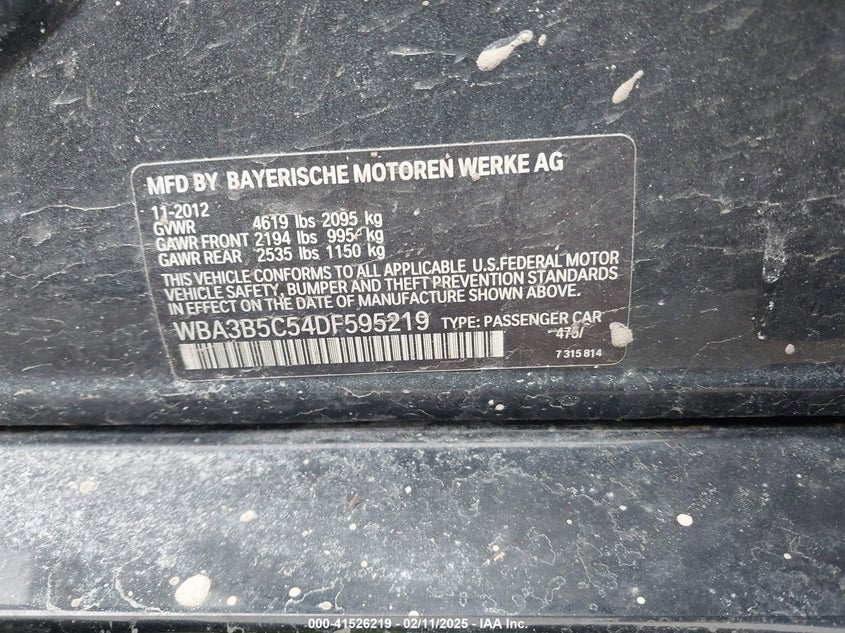 MFD BY BAYERISCHE MOTOREN WERKE AG
11-2012
GVWR 4619 lbs 2095 kg
GAWR FRONT 2194 lbs 995 kg
GAWR REAR 2535 lbs 1150 kg
THIS VEHICLE CONFORMS TO ALL APPLICABLE U.S.FEDERAL MOTOR
VEHICLE SAFETY, BUMPER AND THEFT PREVENTION STANDARDS
IN EFFECT ON THE DATE OF MANUFACTURE SHOWN ABOVE.
WBA3B5C54DF595219 TYPE: PASSENGER CAR
475/
7 315 814
000-41526219 - 02/11/2025 - IAA Inc.